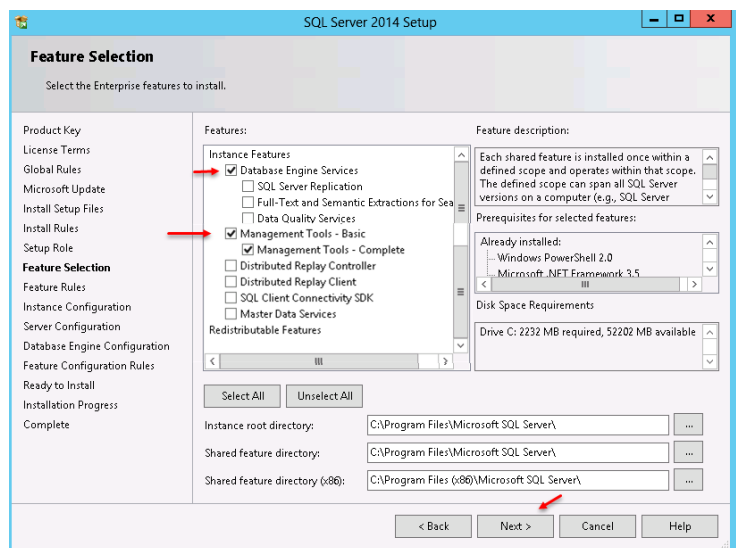 SQL Server 2014 Setup
Feature Selection
Select the Enterprise features to install.
Product Key
License Terms
Global Rules
Microsoft Update
Install Setup Files
Install Rules
Setup Role
Feature Selection
Feature Rules
Instance Configuration
Server Configuration
Database Engine Configuration
Feature Configuration Rules
Ready to Install
Installation Progress
Complete
Features:
Instance Features
Database Engine Services
SQL Server Replication
Full-Text and Semantic Extractions for Sea
Data Quality Services
Management Tools - Basic
Management Tools - Complete
Distributed Replay Controller
Distributed Replay Client
SQL Client Connectivity SDK
Master Data Services
Redistributable Features
Feature description:
Each shared feature is installed once within a
defined scope and operates within that scope.
The defined scope can span all SQL Server
versions on a computer (e.g., SQL Server
Prerequisites for selected features:
Already installed:
Windows PowerShell 2.0
Microsoft .NET Framework 3.5
Disk Space Requirements
Drive C: 2232 MB required, 52202 MB available
Select All
Unselect All
Instance root directory:
C:\Program Files\Microsoft SQL Server\
...
Shared feature directory:
C:\Program Files\Microsoft SQL Server\
...
Shared feature directory (x86):
C:\Program Files (x86)\Microsoft SQL Server\
...
< Back
Next >
Cancel
Help